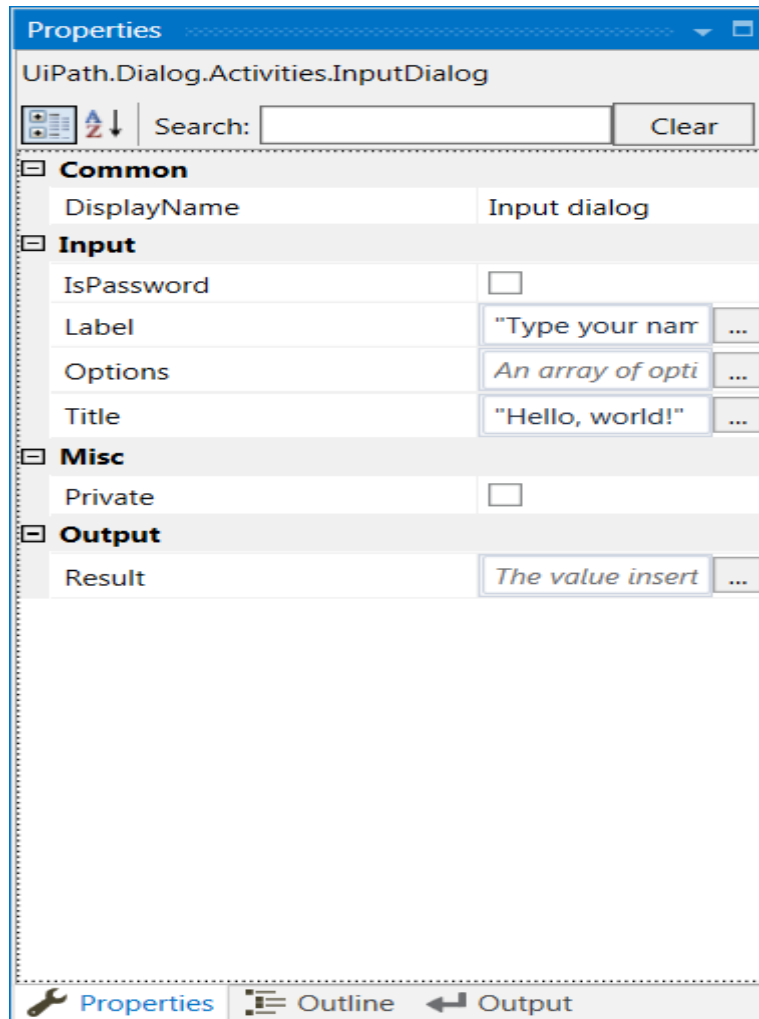 Properties
UiPath.Dialog.Activities.InputDialog
Search: Clear
Common
DisplayName Input dialog
Input
IsPassword
Label "Type your nam ...
Options An array of opti ...
Title "Hello, world!" ...
Misc
Private
Output
Result The value insert ...
Properties Outline Output